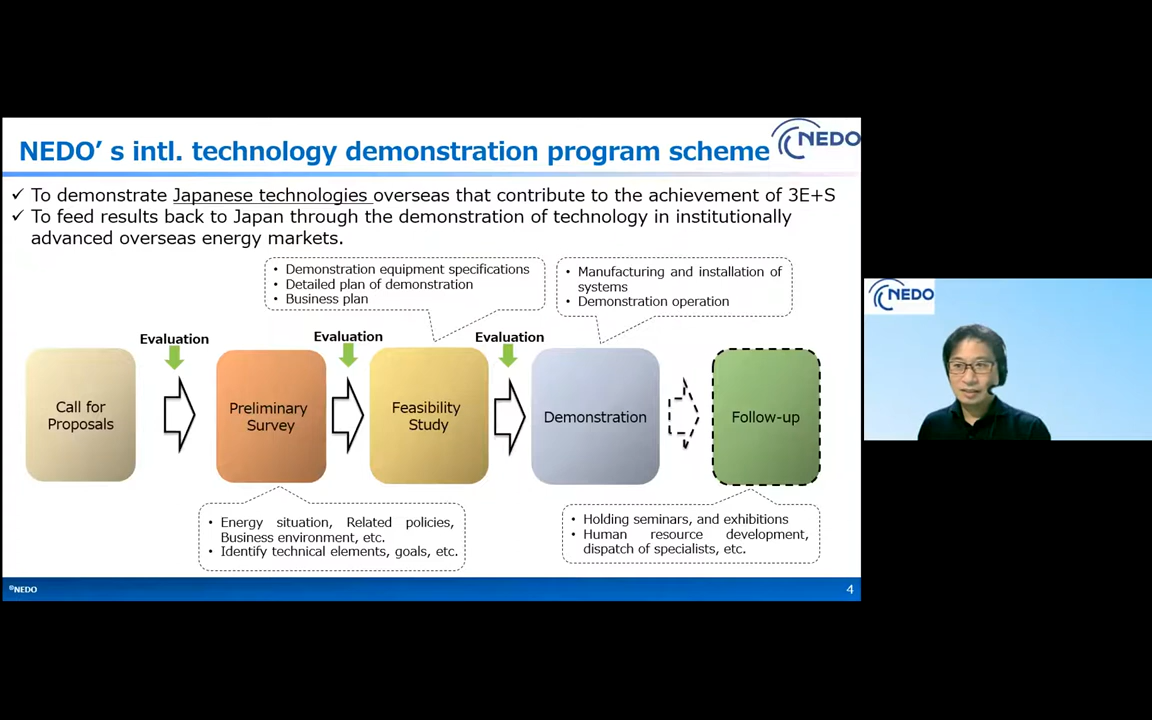 NEDO’ s intl. technology demonstration program scheme
NEDO
✓ To demonstrate Japanese technologies overseas that contribute to the achievement of 3E+S
✓ To feed results back to Japan through the demonstration of technology in institutionally
advanced overseas energy markets.
• Demonstration equipment specifications
• Detailed plan of demonstration
• Business plan
• Manufacturing and installation of
systems
• Demonstration operation
Evaluation
Evaluation
Evaluation
Call for
Proposals
Preliminary
Survey
Feasibility
Study
Demonstration
Follow-up
• Energy situation, Related policies,
Business environment, etc.
• Identify technical elements, goals, etc.
• Holding seminars, and exhibitions
• Human resource development,
dispatch of specialists, etc.
©NEDO
4
NEDO